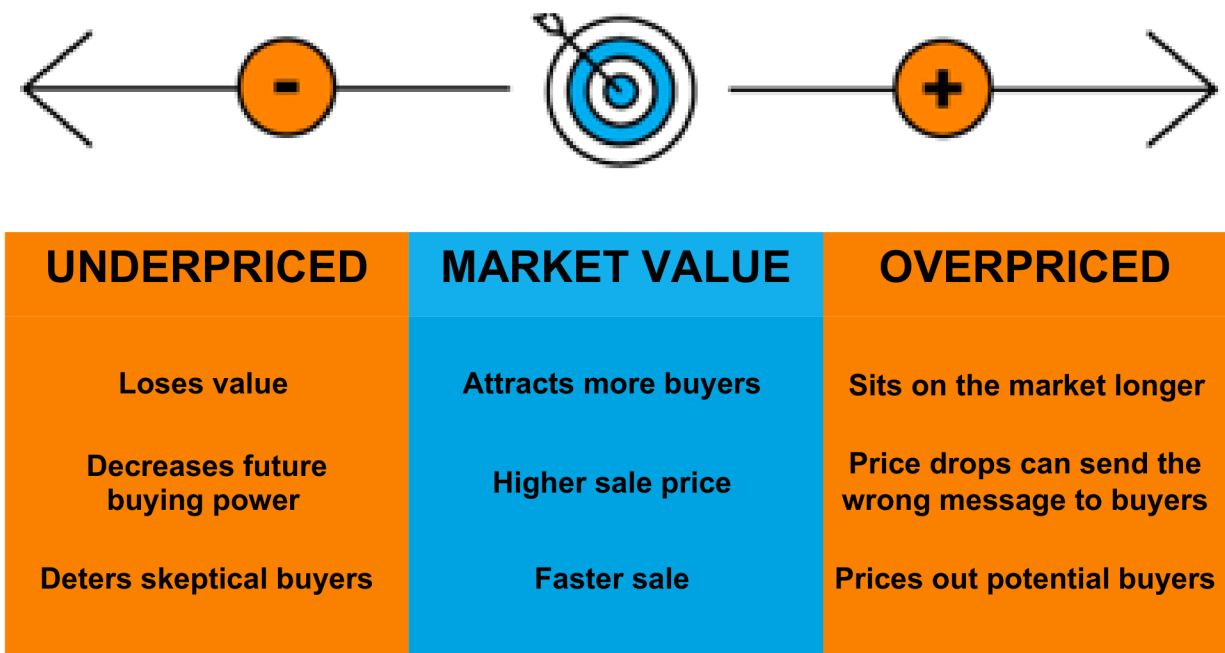 -
+
UNDERPRICED
MARKET VALUE
OVERPRICED
Loses value
Attracts more buyers
Sits on the market longer
Decreases future
buying power
Higher sale price
Price drops can send the
wrong message to buyers
Deters skeptical buyers
Faster sale
Prices out potential buyers